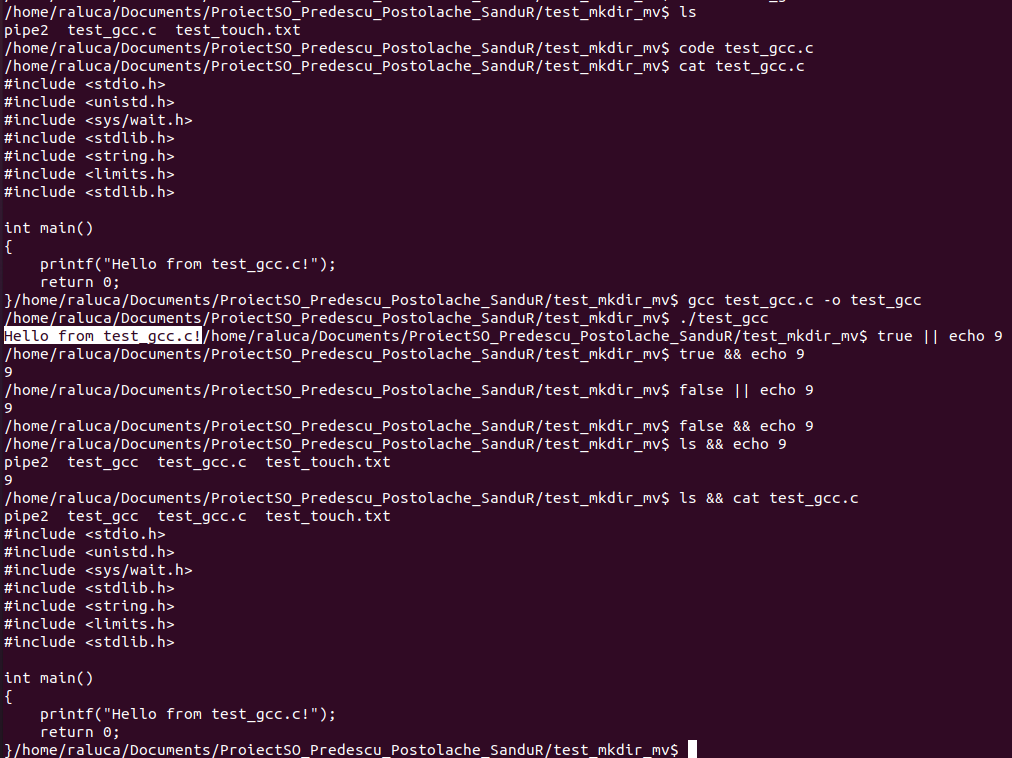 /home/raluca/Documents/ProiectSO_Predescu_Postolache_SanduR/test_mkdir_mv$ ls
pipe2  test_gcc.c  test_touch.txt
/home/raluca/Documents/ProiectSO_Predescu_Postolache_SanduR/test_mkdir_mv$ code test_gcc.c
/home/raluca/Documents/ProiectSO_Predescu_Postolache_SanduR/test_mkdir_mv$ cat test_gcc.c
#include <stdio.h>
#include <unistd.h>
#include <sys/wait.h>
#include <stdlib.h>
#include <string.h>
#include <limits.h>
#include <stdlib.h>

int main()
{
    printf("Hello from test_gcc.c!");
    return 0;
}/home/raluca/Documents/ProiectSO_Predescu_Postolache_SanduR/test_mkdir_mv$ gcc test_gcc.c -o test_gcc
/home/raluca/Documents/ProiectSO_Predescu_Postolache_SanduR/test_mkdir_mv$ ./test_gcc
Hello from test_gcc.c!/home/raluca/Documents/ProiectSO_Predescu_Postolache_SanduR/test_mkdir_mv$ true || echo 9
/home/raluca/Documents/ProiectSO_Predescu_Postolache_SanduR/test_mkdir_mv$ true && echo 9
9
/home/raluca/Documents/ProiectSO_Predescu_Postolache_SanduR/test_mkdir_mv$ false || echo 9
9
/home/raluca/Documents/ProiectSO_Predescu_Postolache_SanduR/test_mkdir_mv$ false && echo 9
/home/raluca/Documents/ProiectSO_Predescu_Postolache_SanduR/test_mkdir_mv$ ls && echo 9
pipe2  test_gcc  test_gcc.c  test_touch.txt
9
/home/raluca/Documents/ProiectSO_Predescu_Postolache_SanduR/test_mkdir_mv$ ls && cat test_gcc.c
pipe2  test_gcc  test_gcc.c  test_touch.txt
#include <stdio.h>
#include <unistd.h>
#include <sys/wait.h>
#include <stdlib.h>
#include <string.h>
#include <limits.h>
#include <stdlib.h>

int main()
{
    printf("Hello from test_gcc.c!");
    return 0;
}/home/raluca/Documents/ProiectSO_Predescu_Postolache_SanduR/test_mkdir_mv$